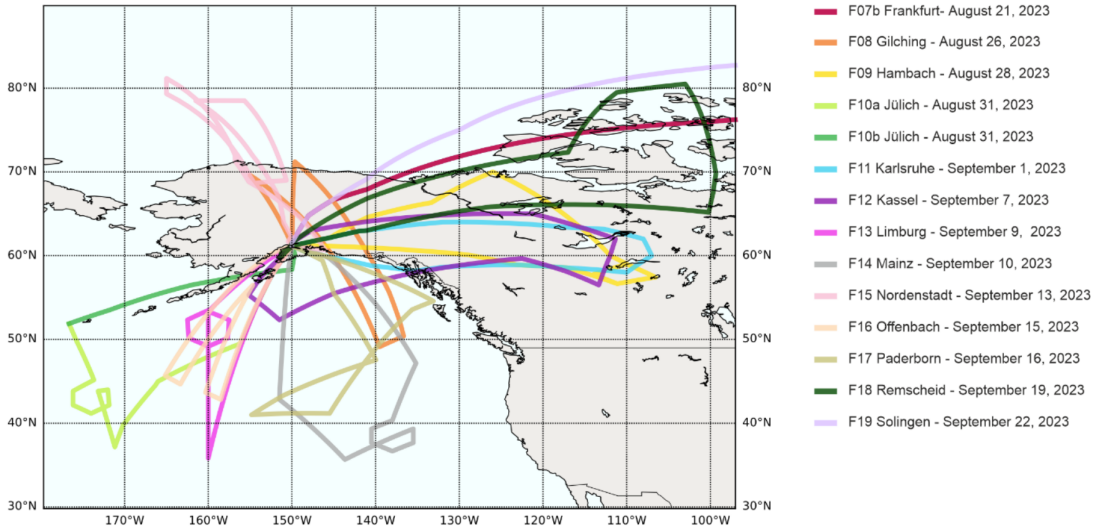 80°N
70°N
60°N
50°N
40°N
30°N
80°N
70°N
60°N
50°N
40°N
30°N
170°W 160°W 150°W 140°W 130°W 120°W 110°W 100°W
F07b Frankfurt- August 21, 2023
F08 Gilching - August 26, 2023
F09 Hambach - August 28, 2023
F10a Jülich - August 31, 2023
F10b Jülich - August 31, 2023
F11 Karlsruhe - September 1, 2023
F12 Kassel - September 7, 2023
F13 Limburg - September 9, 2023
F14 Mainz - September 10, 2023
F15 Nordenstadt - September 13, 2023
F16 Offenbach - September 15, 2023
F17 Paderborn - September 16, 2023
F18 Remscheid - September 19, 2023
F19 Solingen - September 22, 2023